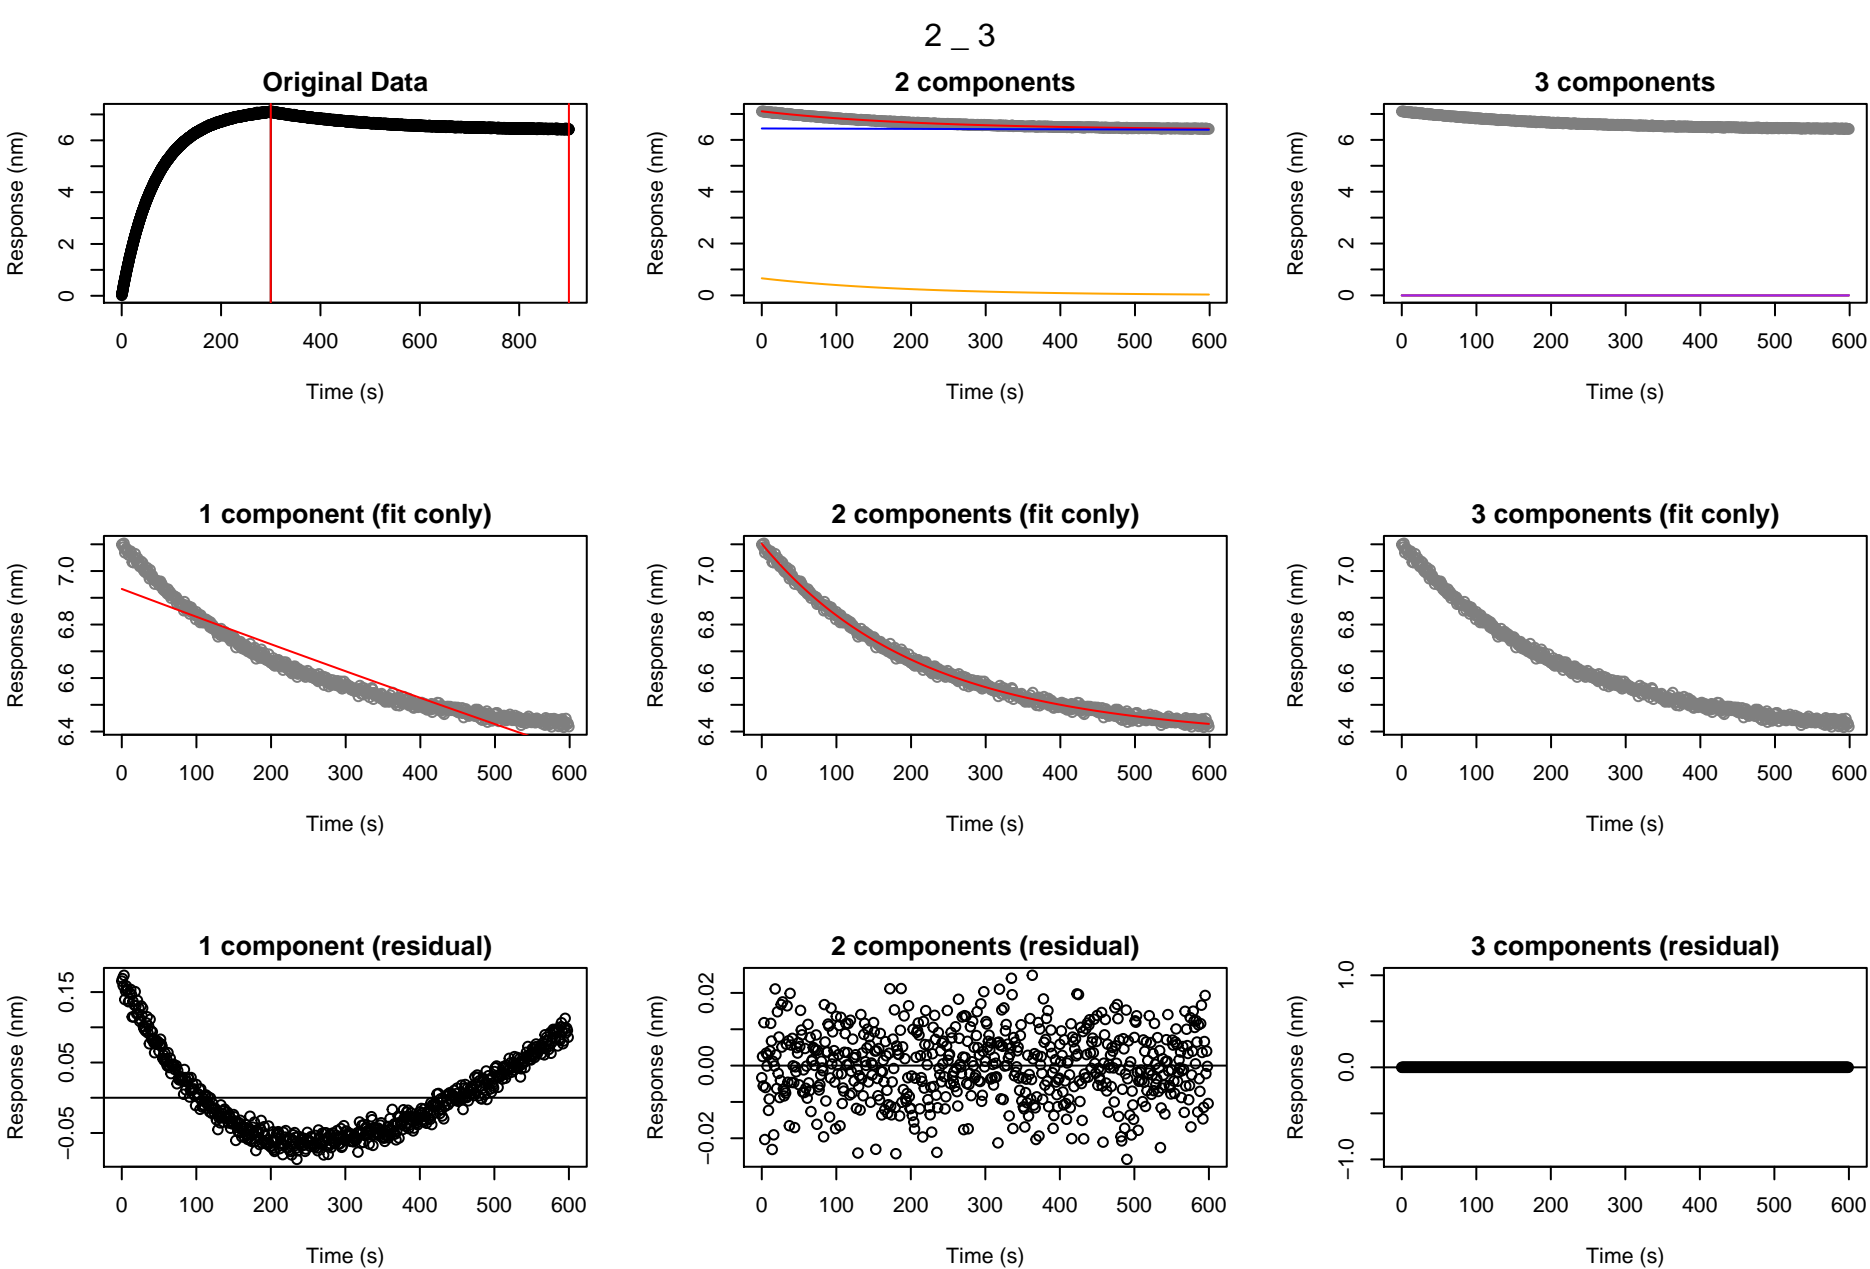 2 _ 3
Original Data
2 components
3 components
Response (nm)
0 2 4 6
0 200 400 600 800
Time (s)
Response (nm)
0 2 4 6
0 100 200 300 400 500 600
Time (s)
Response (nm)
0 2 4 6
0 100 200 300 400 500 600
Time (s)
1 component (fit conly)
2 components (fit conly)
3 components (fit conly)
Response (nm)
6.4 6.6 6.8 7.0
0 100 200 300 400 500 600
Time (s)
Response (nm)
6.4 6.6 6.8 7.0
0 100 200 300 400 500 600
Time (s)
Response (nm)
6.4 6.6 6.8 7.0
0 100 200 300 400 500 600
Time (s)
1 component (residual)
2 components (residual)
3 components (residual)
Response (nm)
−0.05 0.05 0.15
0 100 200 300 400 500 600
Time (s)
Response (nm)
−0.02 0.00 0.02
0 100 200 300 400 500 600
Time (s)
Response (nm)
−1.0 0.0 1.0
0 100 200 300 400 500 600
Time (s)